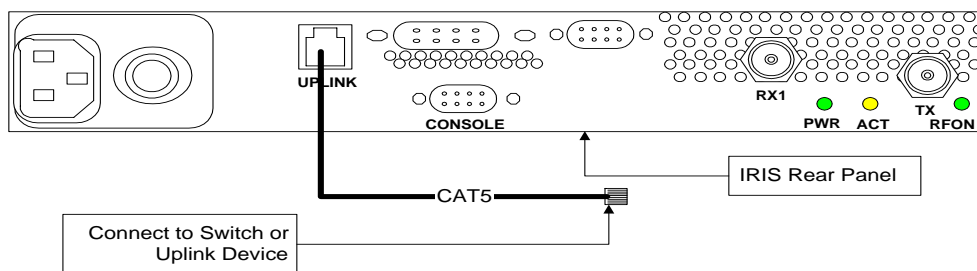 UPLINK
CONSOLE
RX1
TX
PWR
ACT
RFON
IRIS Rear Panel
CAT5
Connect to Switch or
Uplink Device